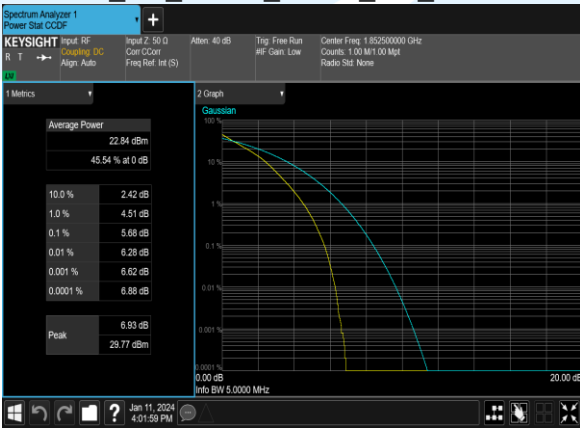 Spectrum Analyzer 1
Power Stat CCDF
KEYSIGHT
R T
LU
Input: RF
Coupling: DC
Align: Auto
Input Z: 50 Ω
Corr CCorr
Freq Ref: Int (S)
Atten: 40 dB
Trig: Free Run
#IF Gain: Low
Center Freq: 1.852500000 GHz
Counts: 1.00 M/1.00 Mpt
Radio Std: None
1 Metrics
Average Power
22.84 dBm
45.54 % at 0 dB
10.0 % 2.42 dB
1.0 % 4.51 dB
0.1 % 5.68 dB
0.01 % 6.28 dB
0.001 % 6.62 dB
0.0001 % 6.88 dB
Peak
6.93 dB
29.77 dBm
2 Graph
Gaussian
100 %
10 %
1 %
0.1 %
0.01 %
0.001 %
0.0001 %
0.00 dB
20.00 dB
Info BW 5.0000 MHz
?
Jan 11, 2024
4:01:59 PM